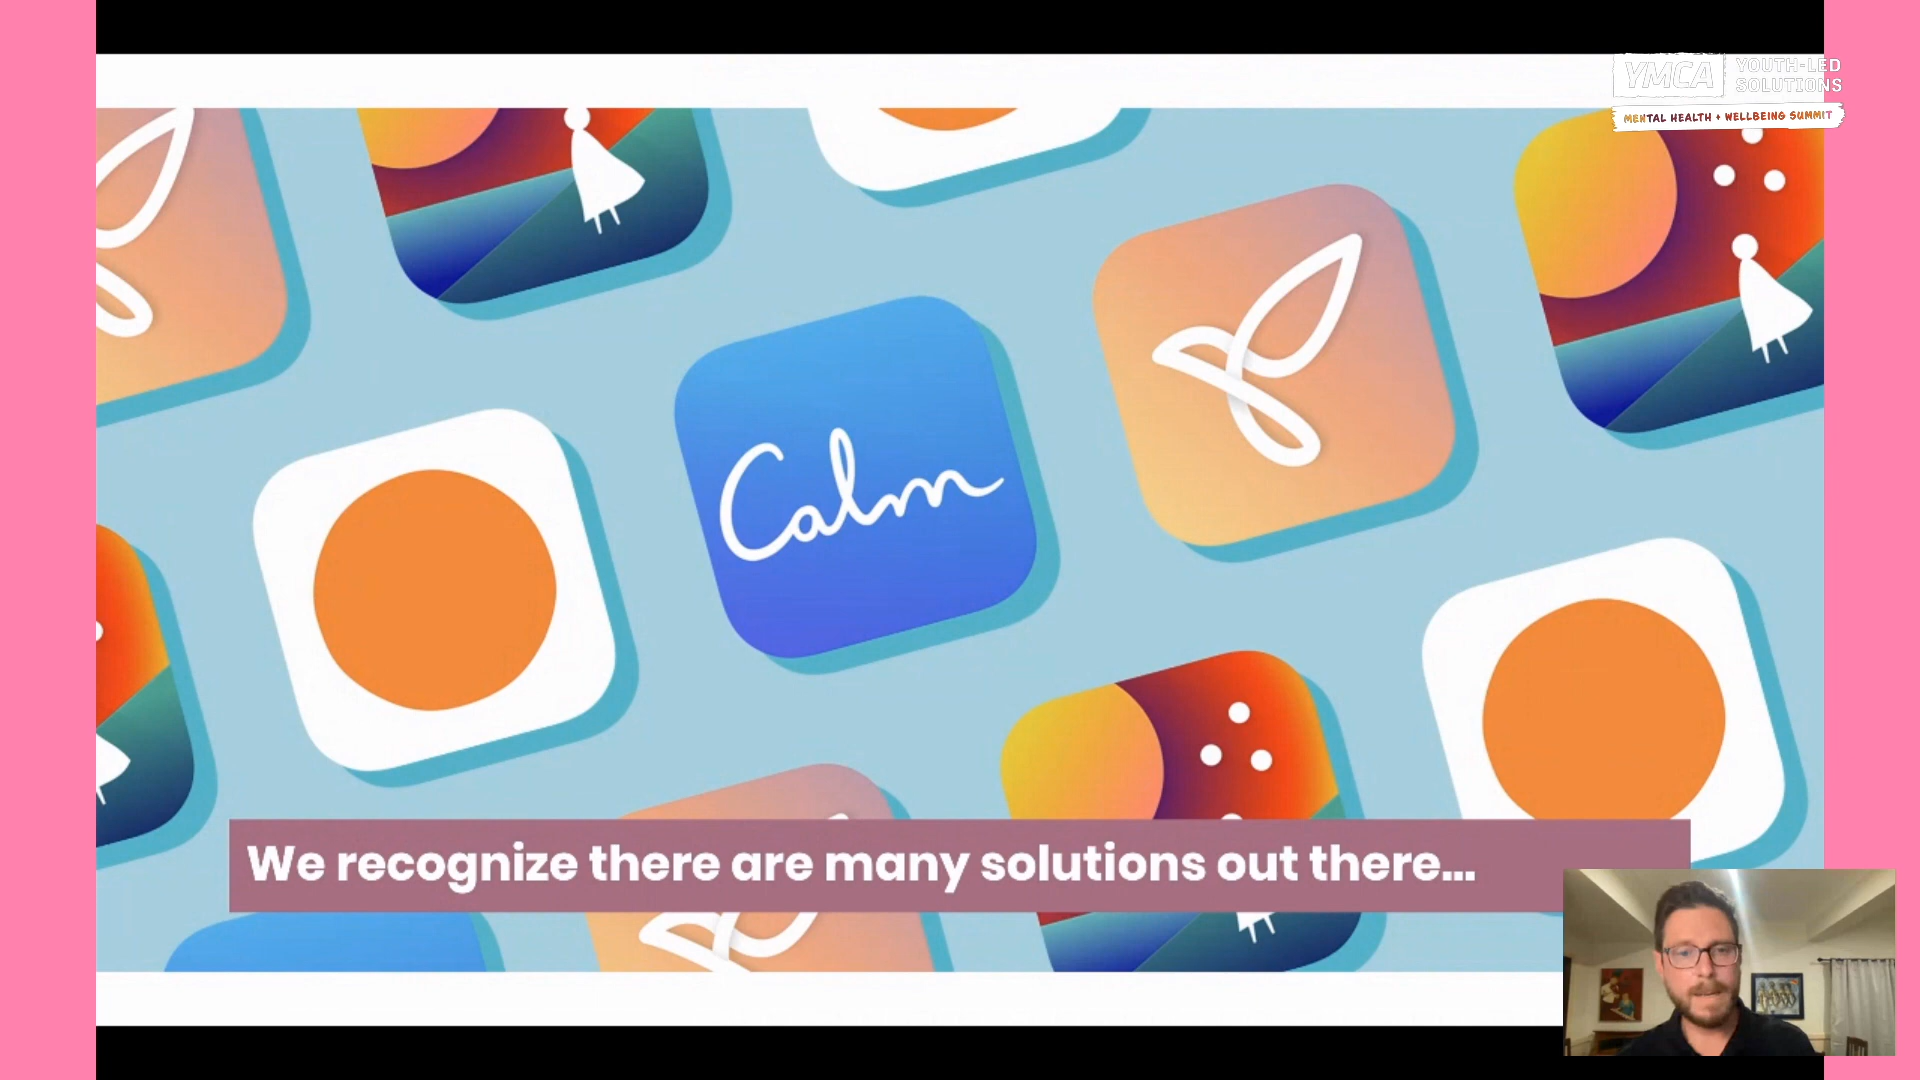 YMCA
YOUTH-LED
SOLUTIONS
MENTAL HEALTH + WELLBEING SUMMIT
Calm
We recognize there are many solutions out there...